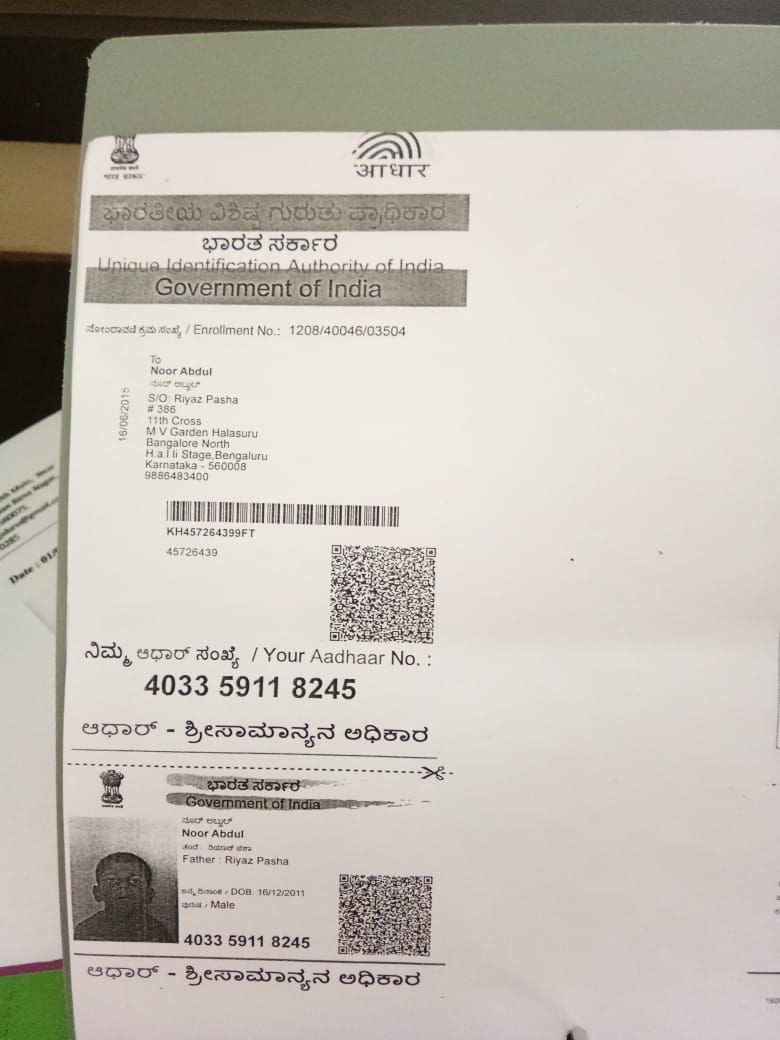 भारत सरकार
आधार
ಭಾರತೀಯ ವಿಶಿಷ್ಟ ಗುರುತು ಪ್ರಾಧಿಕಾರ
ಭಾರತ ಸರ್ಕಾರ
Unique Identification Authority of India
Government of India
ನೋಂದಾವಣಿ ಕ್ರಮ ಸಂಖ್ಯೆ / Enrollment No.: 1208/40046/03504
16/06/2015
To
Noor Abdul
ನೂರ್ ಅಬ್ದುಲ್
S/O: Riyaz Pasha
# 386
11th Cross
M V Garden Halasuru
Bangalore North
H.a.l Ii Stage,Bengaluru
Karnataka - 560008
9886483400
KH457264399FT
45726439
ನಿಮ್ಮ ಆಧಾರ್ ಸಂಖ್ಯೆ / Your Aadhaar No. :
4033 5911 8245
ಆಧಾರ್ - ಶ್ರೀಸಾಮಾನ್ಯನ ಅಧಿಕಾರ
ಭಾರತ ಸರ್ಕಾರ
Government of India
ನೂರ್ ಅಬ್ದುಲ್
Noor Abdul
ತಂದೆ : ರಿಯಾಜ್ ಪಾಶಾ
Father : Riyaz Pasha
ಜನ್ಮ ದಿನಾಂಕ / DOB: 16/12/2011
ಪುರುಷ / Male
4033 5911 8245
ಆಧಾರ್ - ಶ್ರೀಸಾಮಾನ್ಯನ ಅಧಿಕಾರ
Date : 01/